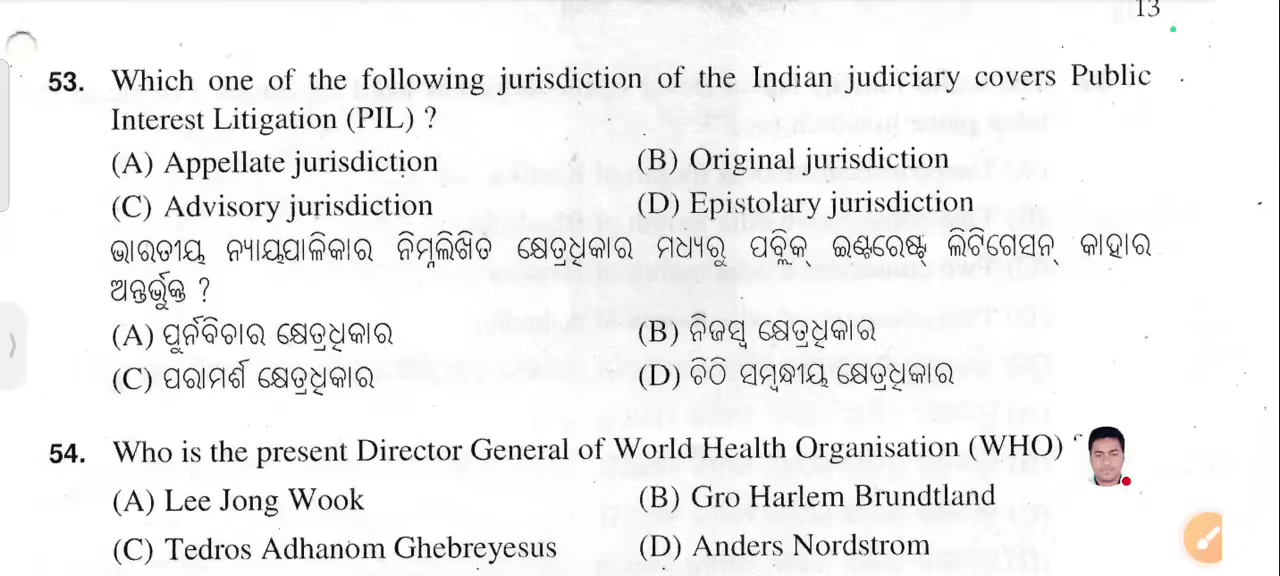 13
53. Which one of the following jurisdiction of the Indian judiciary covers Public
Interest Litigation (PIL) ?
(A) Appellate jurisdiction (B) Original jurisdiction
(C) Advisory jurisdiction (D) Epistolary jurisdiction
ଭାରତୀୟ ନ୍ୟାୟପାଳିକାର ନିମ୍ନଲିଖିତ କ୍ଷେତ୍ରାଧିକାର ମଧ୍ୟରୁ ପବ୍ଲିକ୍ ଇଣ୍ଟରେଷ୍ଟ ଲିଟିଗେସନ୍ କାହାର
ଅନ୍ତର୍ଭୁକ୍ତ ?
(A) ପୁର୍ନବିଚାର କ୍ଷେତ୍ରାଧିକାର (B) ନିଜସ୍ୱ କ୍ଷେତ୍ରାଧିକାର
(C) ପରାମର୍ଶ କ୍ଷେତ୍ରାଧିକାର (D) ଚିଠି ସମ୍ବନ୍ଧୀୟ କ୍ଷେତ୍ରାଧିକାର
54. Who is the present Director General of World Health Organisation (WHO)
(A) Lee Jong Wook (B) Gro Harlem Brundtland
(C) Tedros Adhanom Ghebreyesus (D) Anders Nordstrom